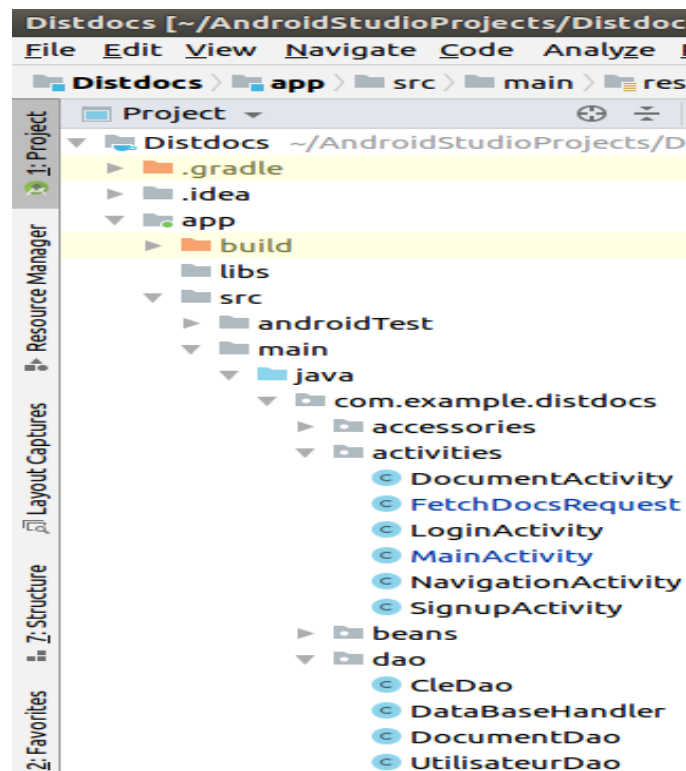 Distdocs [~/AndroidStudioProjects/Distdoc
File Edit View Navigate Code Analyze
Distdocs app src main res
Project
Distdocs ~/AndroidStudioProjects/D
.gradle
.idea
app
build
libs
src
androidTest
main
java
com.example.distdocs
accessories
activities
DocumentActivity
FetchDocsRequest
LoginActivity
MainActivity
NavigationActivity
SignupActivity
beans
dao
CleDao
DataBaseHandler
DocumentDao
UtilisateurDao
1: Project
Resource Manager
Layout Captures
7: Structure
2: Favorites